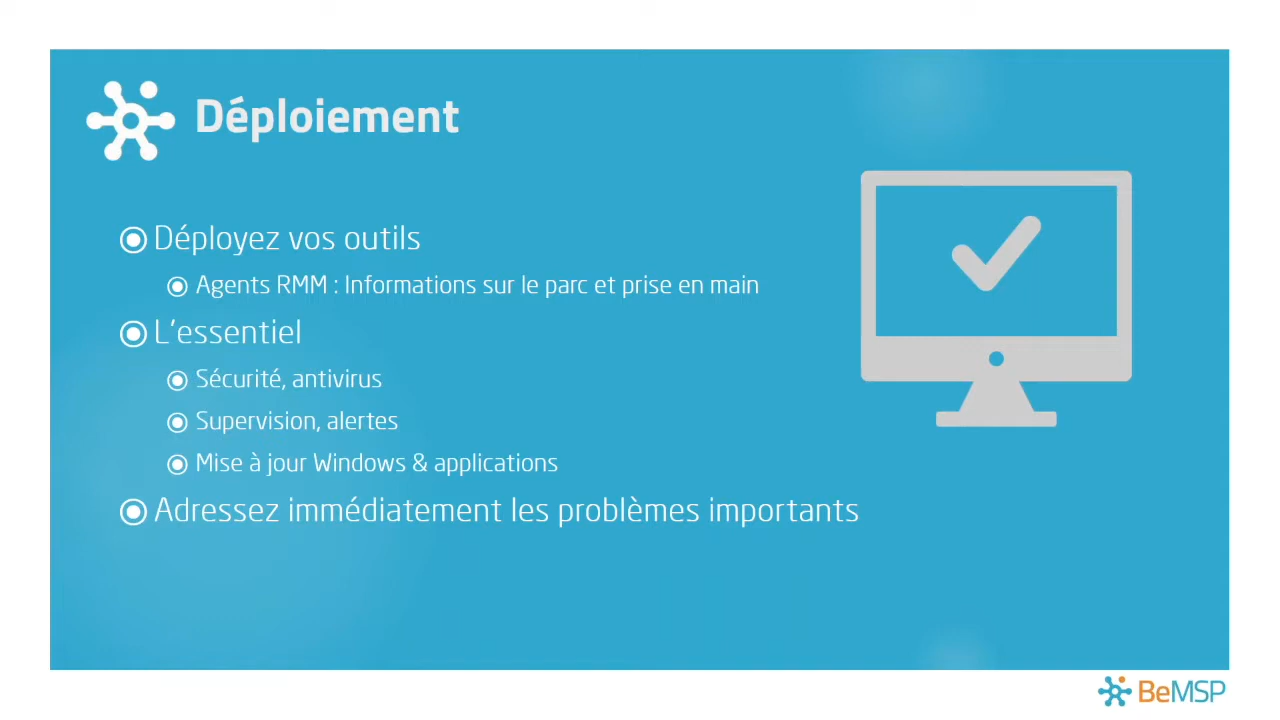 Déploiement
Déployez vos outils
Agents RMM : Informations sur le parc et prise en main
L'essentiel
Sécurité, antivirus
Supervision, alertes
Mise à jour Windows & applications
Adressez immédiatement les problèmes importants
BeMSP